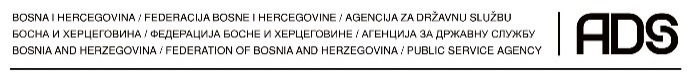 BOSNA I HERCEGOVINA / FEDERACIJA BOSNE I HERCEGOVINE / AGENCIJA ZA DRŽAVNU SLUŽBU
БОСНА И ХЕРЦЕГОВИНА / ФЕДЕРАЦИЈА БОСНЕ И ХЕРЦЕГОВИНЕ / АГЕНЦИЈА ЗА ДРЖАВНУ СЛУЖБУ
BOSNIA AND HERZEGOVINA / FEDERATION OF BOSNIA AND HERZEGOVINA / PUBLIC SERVICE AGENCY
ADS